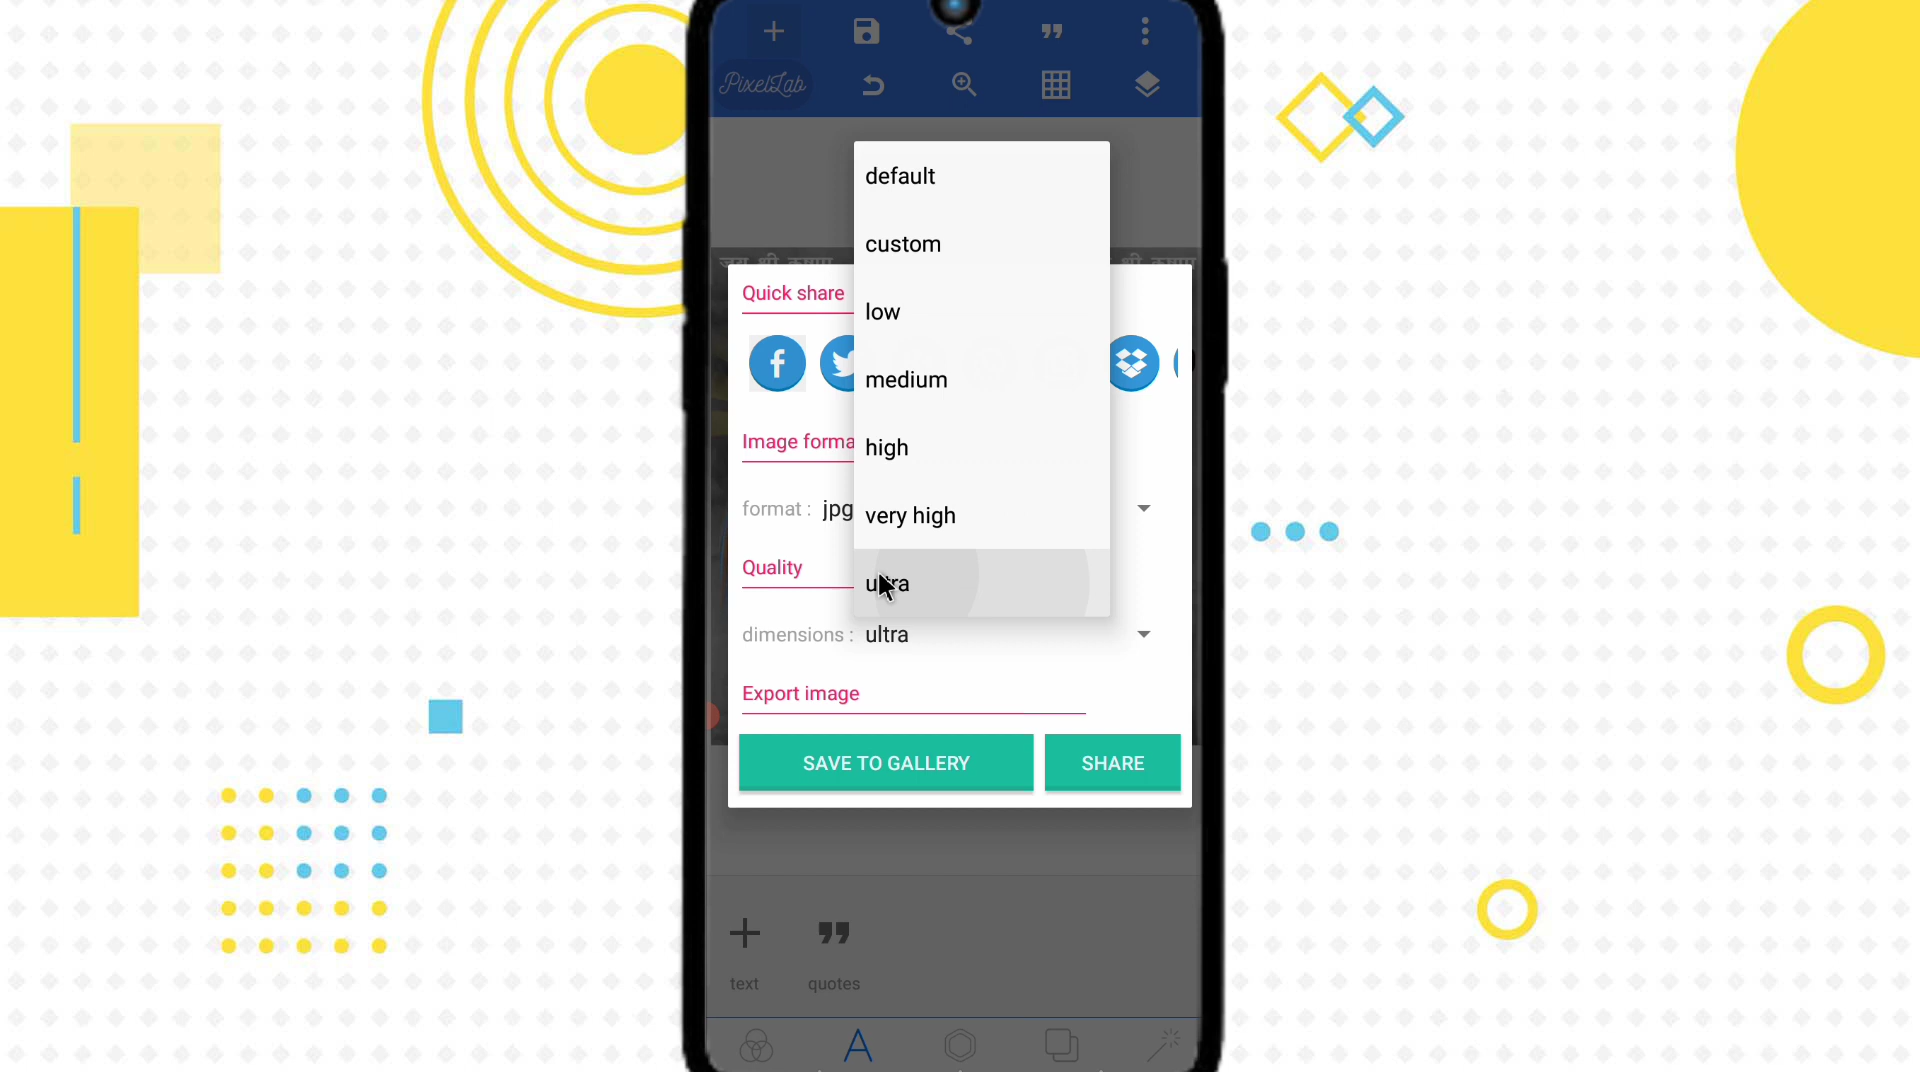 PixelLab
default
custom
जय श्री कृष्णा
श्री कृष्णा
Quick share
low
medium
Image forma
high
format : jpg
very high
Quality
ultra
dimensions : ultra
Export image
SAVE TO GALLERY SHARE
text quotes